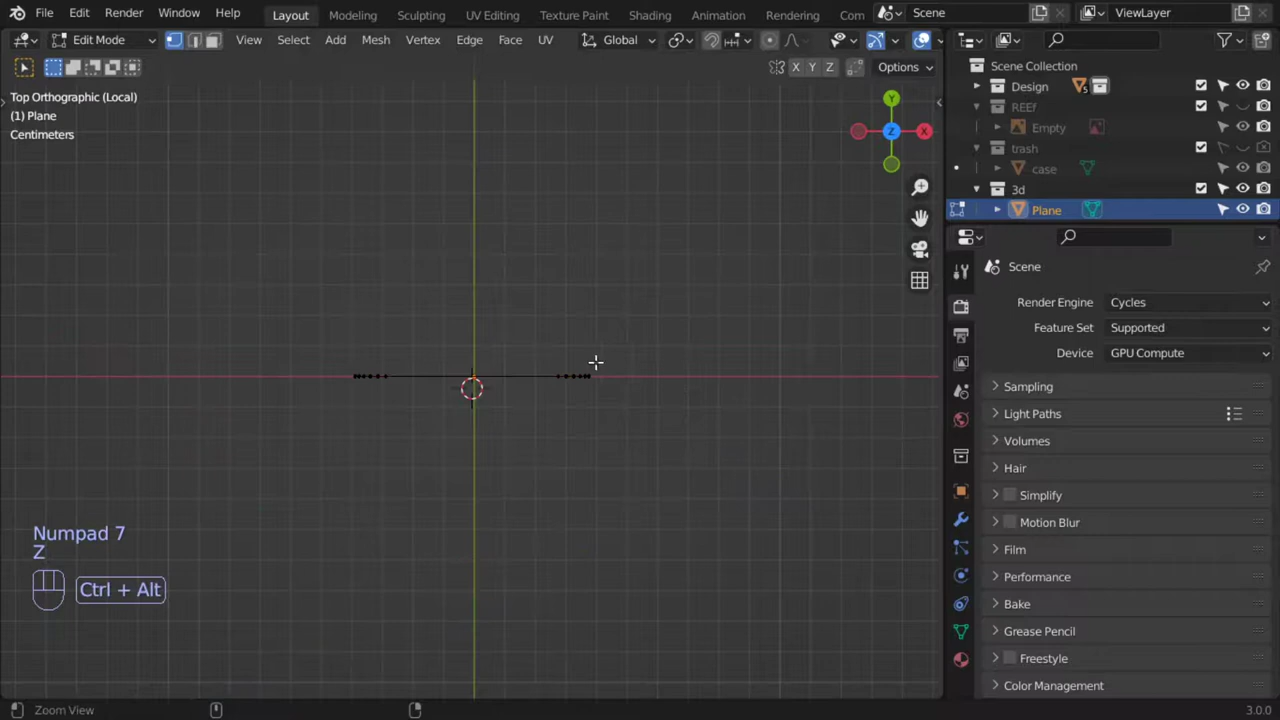 File Edit Render Window Help Layout Modeling Sculpting UV Editing Texture Paint Shading Animation Rendering Com Scene ViewLayer
Edit Mode View Select Add Mesh Vertex Edge Face UV Global
X Y Z Options
Scene Collection
Design 5
REEf
Empty
trash
case
3d
Plane
Top Orthographic (Local)
(1) Plane
Centimeters
Y
Z X
Scene
Render Engine Cycles
Feature Set Supported
Device GPU Compute
Sampling
Light Paths
Volumes
Hair
Simplify
Motion Blur
Film
Performance
Bake
Grease Pencil
Freestyle
Color Management
Numpad 7
Z
Ctrl + Alt
Zoom View 3.0.0